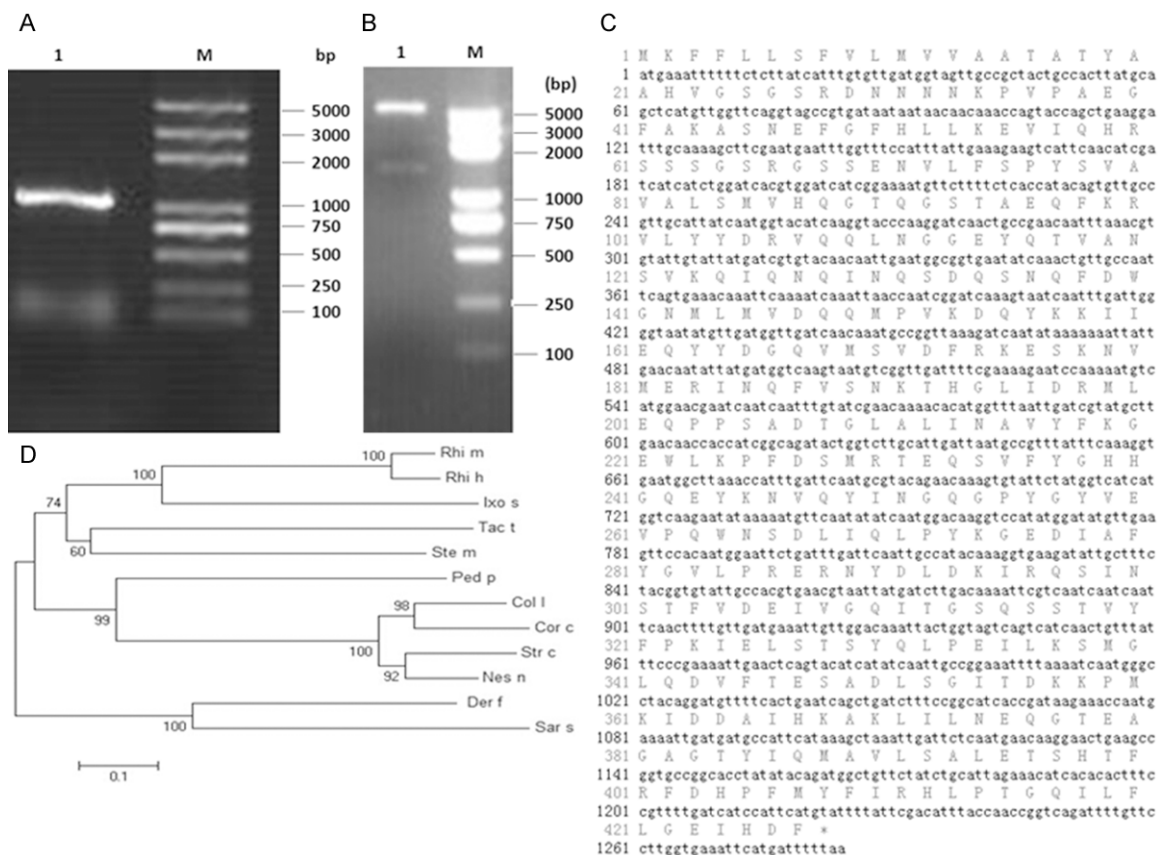 A
1
M
bp
5000
3000
2000
1000
750
500
250
100
B
1
M
(bp)
5000
3000
2000
1000
750
500
250
100
C
1 M K F F L L S F V L M V V A A T A T Y A
1 atgaaattttttctcttatcatttgtgttgatggtagttgccgctactgccacttatgca
21 A H V G S G S R D N N N N K P V P A E G
61 gctcatgttggttcaggtagccgtgataataataacaacaaaccagtaccagctgaagga
41 F A K A S N E F G F H L L K E V I Q H R
121 tttgcaaaagcttcgaatgaatttggtttccatttattgaaagaagtcattcaacatcga
61 S S S G S R G S S E N V L F S P Y S V A
181 tcatcatctggatcacgtggatcatcggaaaatgttcttttctcaccatacagtgttgcc
81 V A L S M V H Q G T Q G S T A E Q F K R
241 gttgcattatcaatggtacatcaaggtacccaaggatcaactgccgaacaatttaaacgt
101 V L Y Y D R V Q Q L N G G E Y Q T V A N
301 gtattgtattatgatcgtgtacaacaattgaatggcggtgaatatcaaactgttgccaat
121 S V K Q I Q N Q I N Q S D Q S N Q F D W
361 tcagtgaaacaaattcaaaatcaaattaaccaatcggatcaaagtaatcaatttgattgg
141 G N M L M V D Q Q M P V K D Q Y K K I I
421 ggtaatatgttgatggttgatcaacaaatgccggttaaagatcaatataaaaaaattatt
161 E Q Y Y D G Q V M S V D F R K E S K N V
481 gaacaatattatgatggtcaagtaatgtcggttgattttcgaaaagaatccaaaaatgtc
181 M E R I N Q F V S N K T H G L I D R M L
541 atggaacgaatcaatcaatttgtatcgaacaaaacacatggtttaattgatcgtatgctt
201 E Q P P S A D T G L A L I N A V Y F K G
601 gaacaaccaccatcggcagatactggtcttgcattgattaatgccgtttatttcaaaggt
221 E W L K P F D S M R T E Q S V F Y G H H
661 gaatggcttaaaccatttgattcaatgcgtacagaacaaagtgtattctatggtcatcat
241 G Q E Y K N V Q Y I N G Q G P Y G Y V E
721 ggtcaagaatataaaaatgttcaatatatcaatggacaaggtccatatggatatgttgaa
261 V P Q W N S D L I Q L P Y K G E D I A F
781 gttccacaatggaattctgatttgattcaattgccatacaaaggtgaagatattgctttc
281 Y G V L P R E R N Y D L D K I R Q S I N
841 tacggtgtattgccacgtgaacgtaattatgatcttgacaagattcgtcaatcaatcaat
301 S T F V D E I V G Q I T G S Q S S T V Y
901 tcaacttttgttgatgaaattgttggacaaattactggtagtcagtcatcaactgtttat
321 F P K I E L S T S Y Q L P E I L K S M G
961 ttcccgaaaattgaactcagtacatcatatcaattgccggaaattttaaaatcaatgggc
341 L Q D V F T E S A D L S G I T D K K P M
1021 ctacaggatgttttcactgaatcagctgatctttccggcatcaccgataagaaaccaatg
361 K I D D A I H K A K L I L N E Q G T E A
1081 aaaattgatgatgccattcataaagctaaattgattctcaatgaacaaggaactgaagcc
381 G A G T Y I Q M A V L S A L E T S H T F
1141 ggtgccggcacctatatacagatggctgttctatctgcattagaaacatcacacactttc
401 R F D H P F M Y F I R H L P T G Q I L F
1201 cgttttgatcatccattcatgtattttattcgacatttaccaaccggtcagattttgttc
421 L G E I H D F *
1261 cttggtgaaattcatgatttttaa
D
Rhi m
Rhi h
Ixo s
Tac t
Ste m
Ped p
Col l
Cor c
Str c
Nes n
Der f
Sar s
100
100
74
60
99
98
100
92
100
0.1